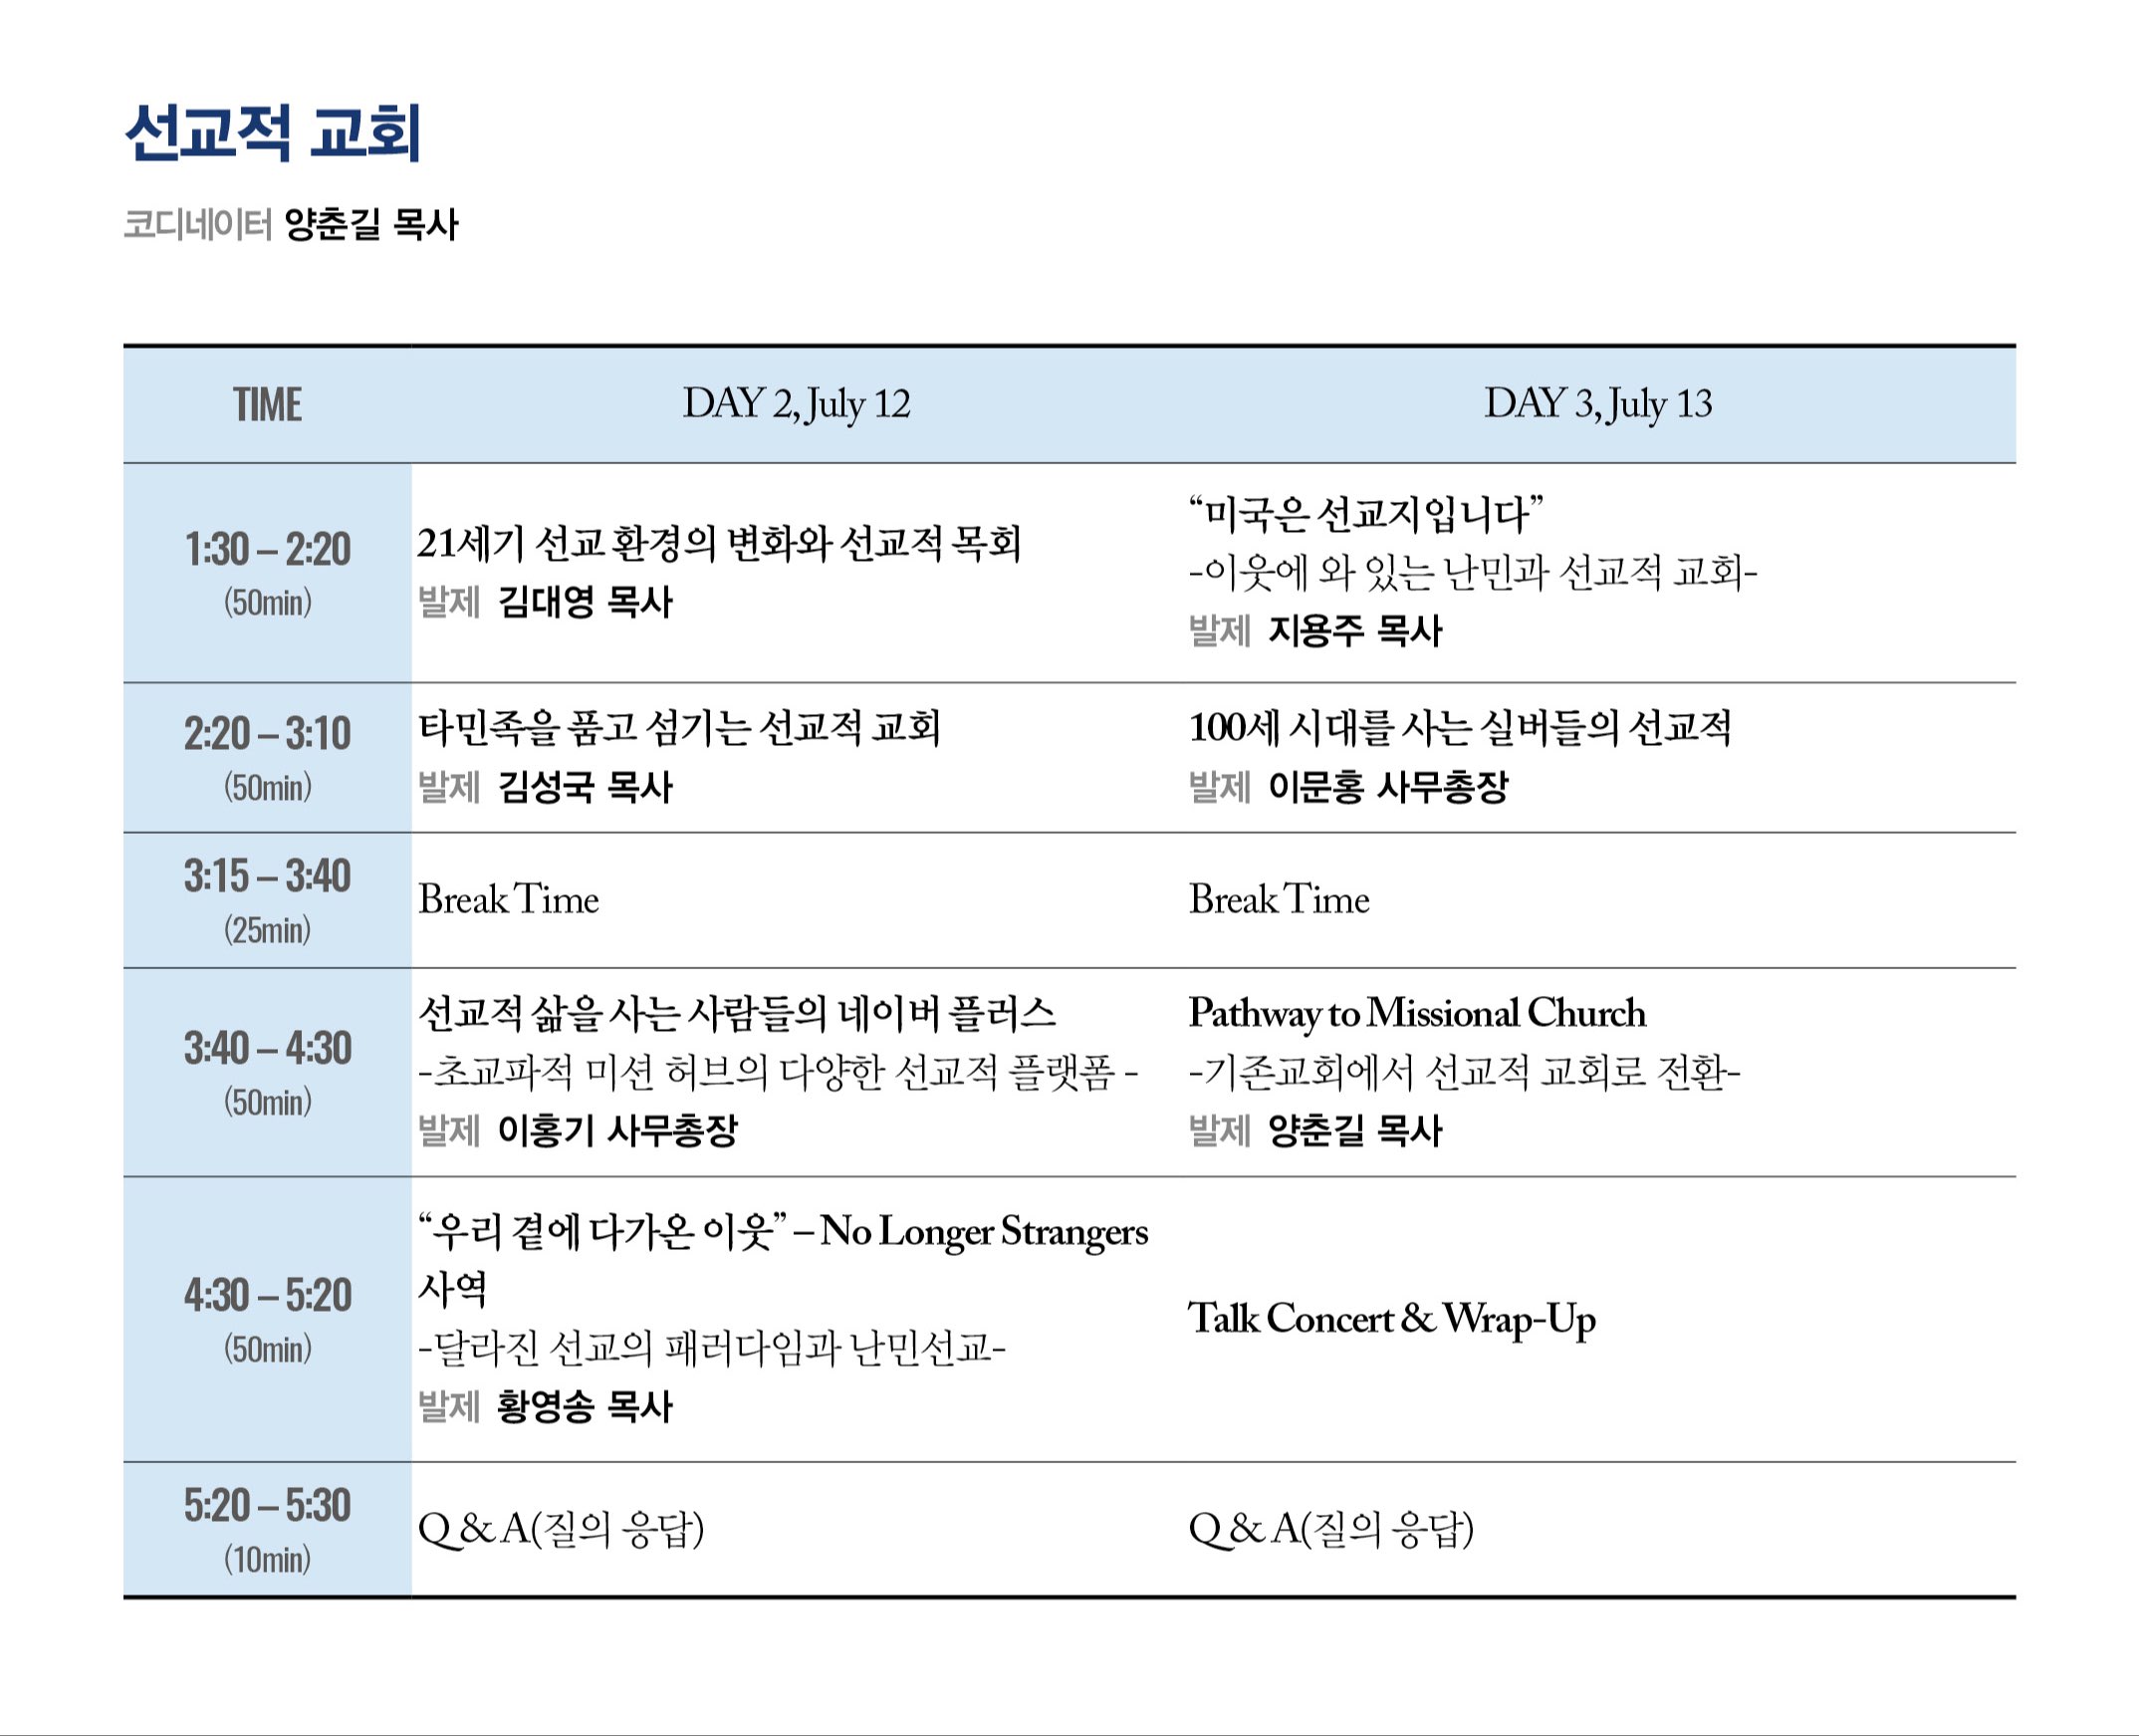 선교적 교회
코디네이터 양춘길 목사
TIME DAY 2, July 12 DAY 3, July 13
1:30 – 2:20
(50min)
21세기 선교 환경의 변화와 선교적 목회
발제 김대영 목사
“미국은 선교지입니다”
-이웃에 와 있는 난민과 선교적 교회-
발제 지용주 목사
2:20 – 3:10
(50min)
타민족을 품고 섬기는 선교적 교회
발제 김성국 목사
100세 시대를 사는 실버들의 선교적
발제 이문홍 사무총장
3:15 – 3:40
(25min)
Break Time
Break Time
3:40 – 4:30
(50min)
선교적 삶을 사는 사람들의 네이버 플러스
-초교파적 미션 허브의 다양한 선교적 플랫폼 -
발제 이홍기 사무총장
Pathway to Missional Church
-기존교회에서 선교적 교회로 전환-
발제 양춘길 목사
4:30 – 5:20
(50min)
“우리 곁에 다가온 이웃” – No Longer Strangers
사역
-달라진 선교의 패러다임과 난민선교-
발제 황영송 목사
Talk Concert & Wrap-Up
5:20 – 5:30
(10min)
Q & A(질의 응답)
Q & A(질의 응답)